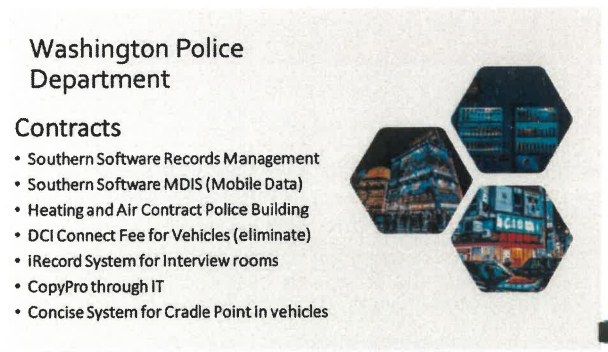 Washington Police
Department
Contracts
• Southern Software Records Management
• Southern Software MDIS (Mobile Data)
• Heating and Air Contract Police Building
• DCI Connect Fee for Vehicles (eliminate)
• iRecord System for Interview rooms
• CopyPro through IT
• Concise System for Cradle Point in vehicles